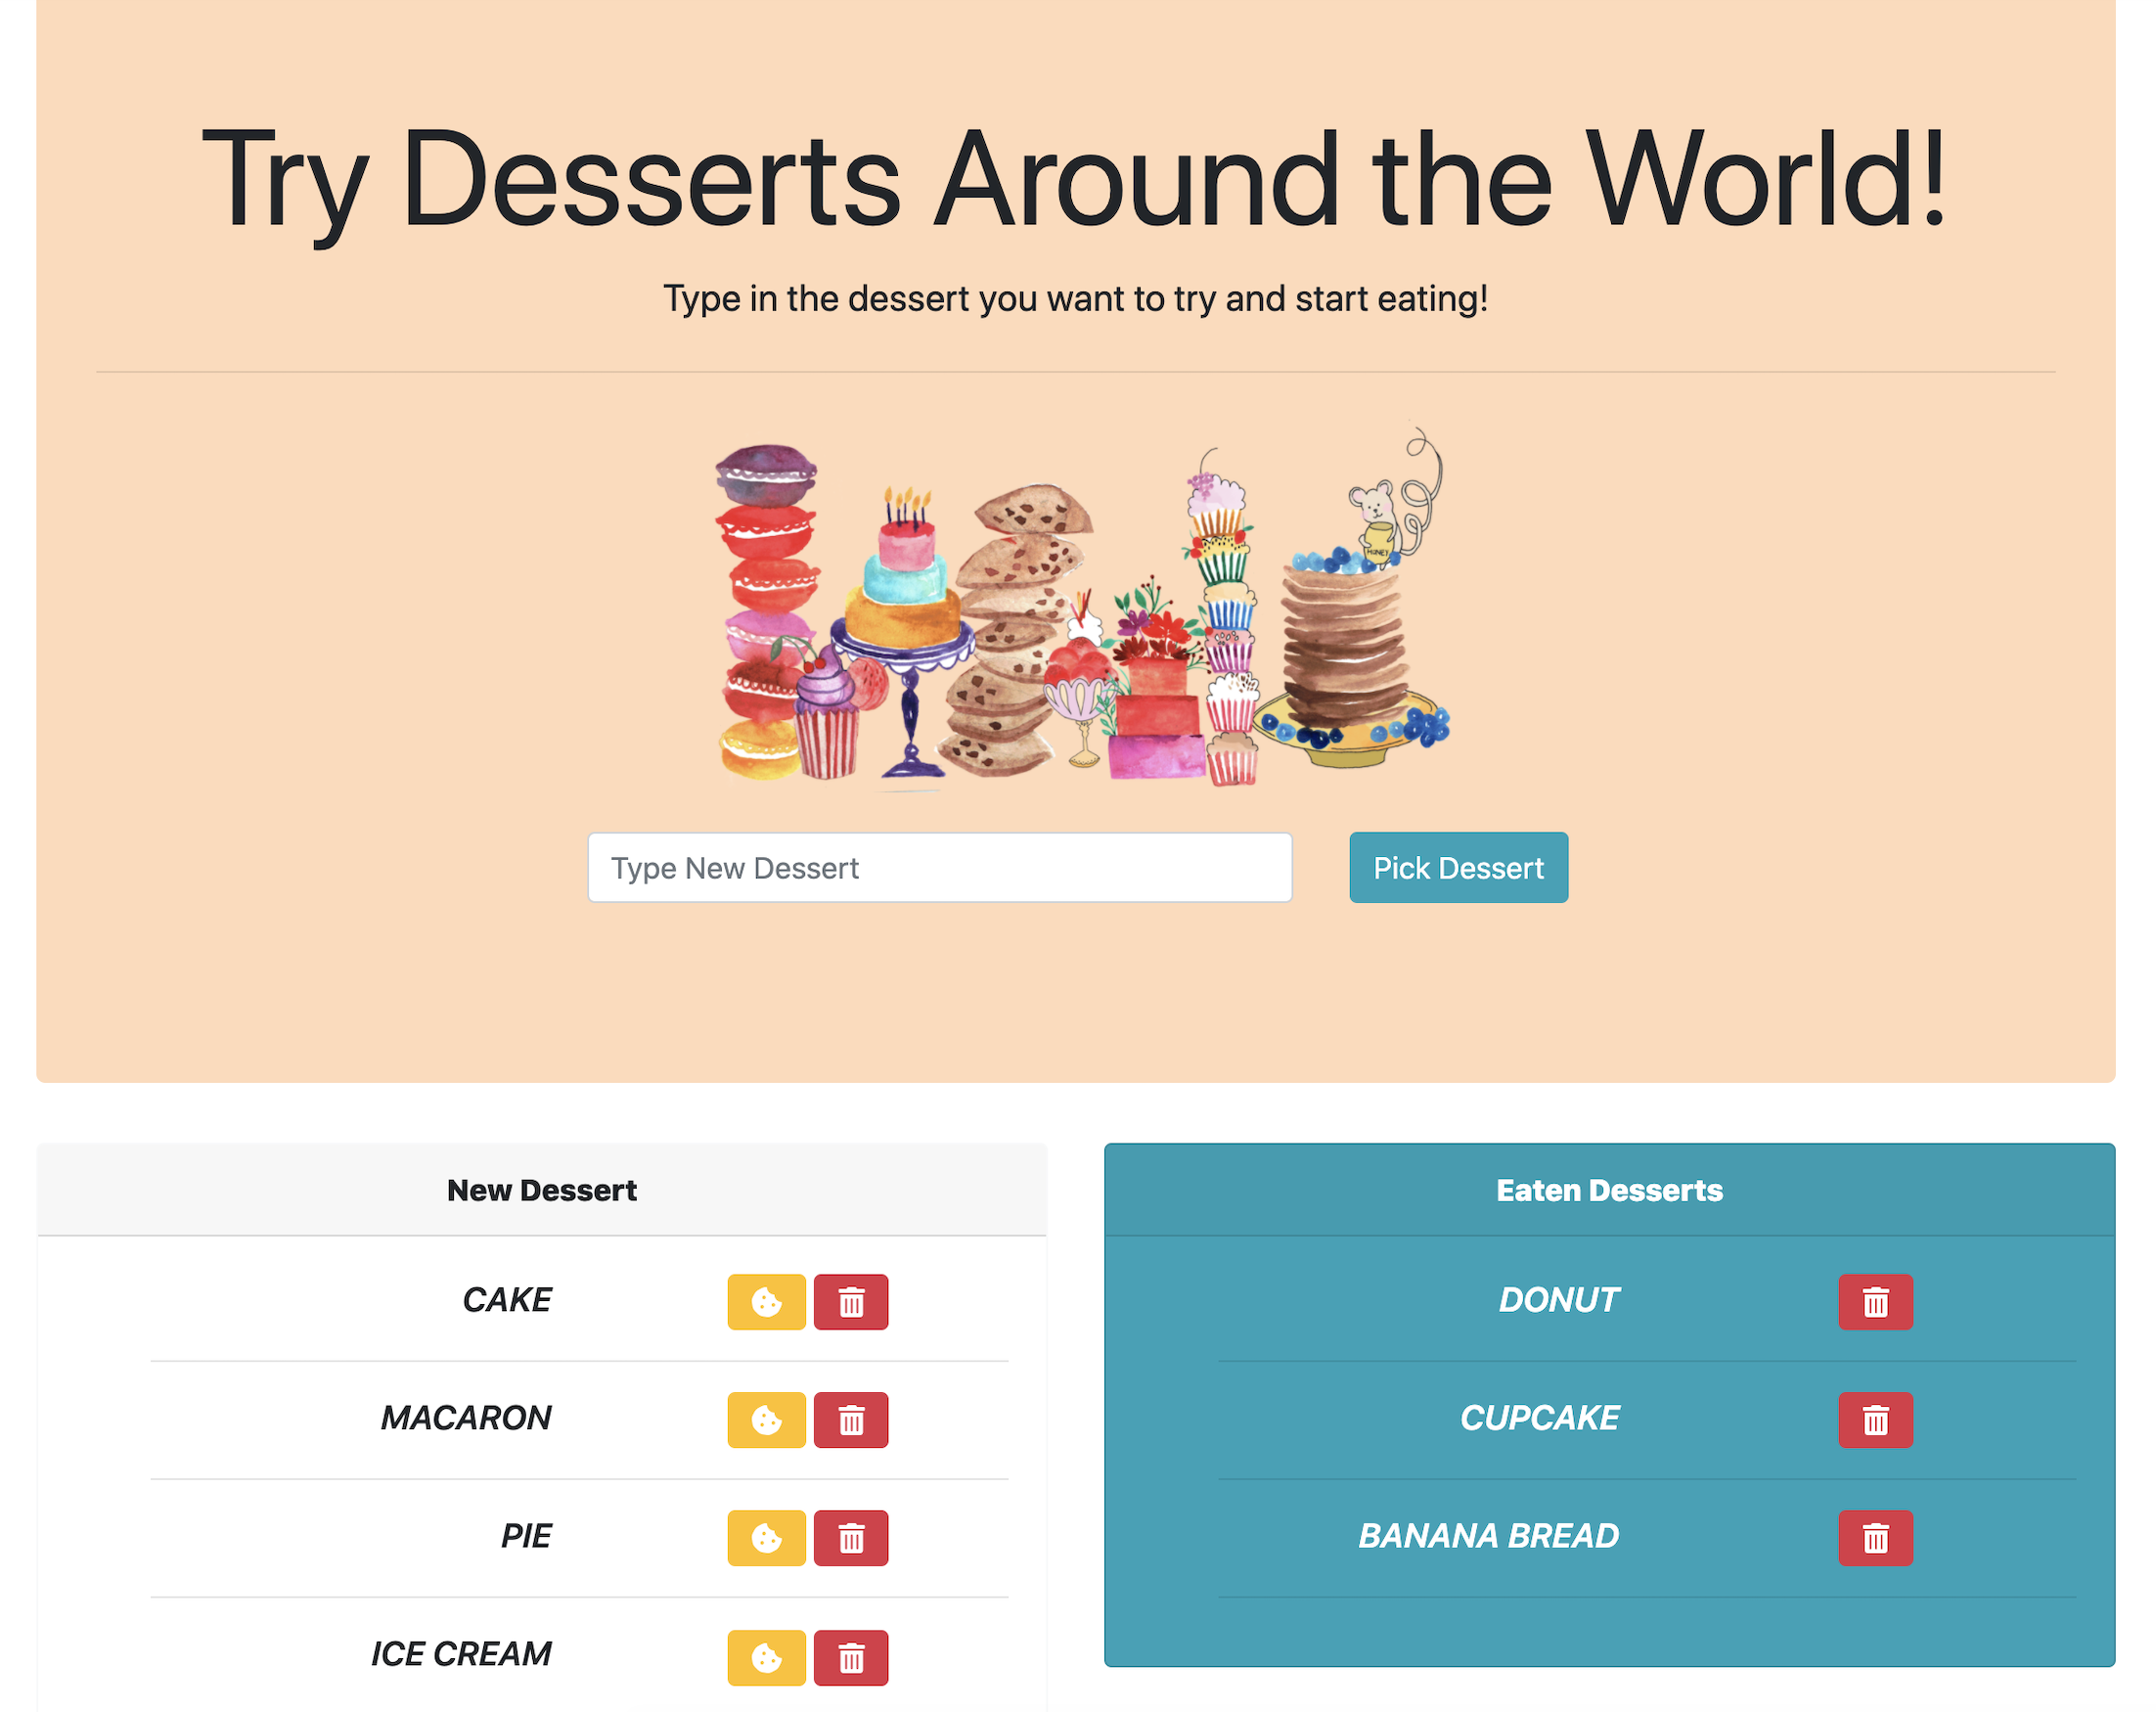 Try Desserts Around the World!
Type in the dessert you want to try and start eating!
HONEY
Type New Dessert
Pick Dessert
New Dessert
CAKE
MACARON
PIE
ICE CREAM
Eaten Desserts
DONUT
CUPCAKE
BANANA BREAD